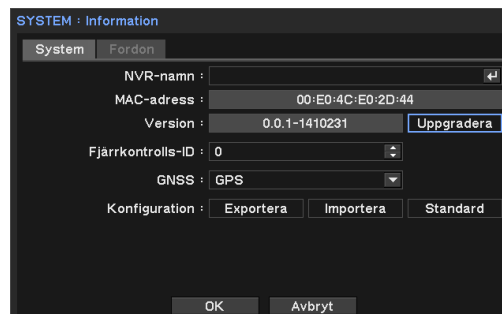 SYSTEM : Information
System Fordon
NVR-namn :
MAC-adress : 00:E0:4C:E0:2D:44
Version : 0.0.1-1410231 Uppgradera
Fjärrkontrolls-ID : 0
GNSS : GPS
Konfiguration : Exportera Importera Standard
OK Avbryt